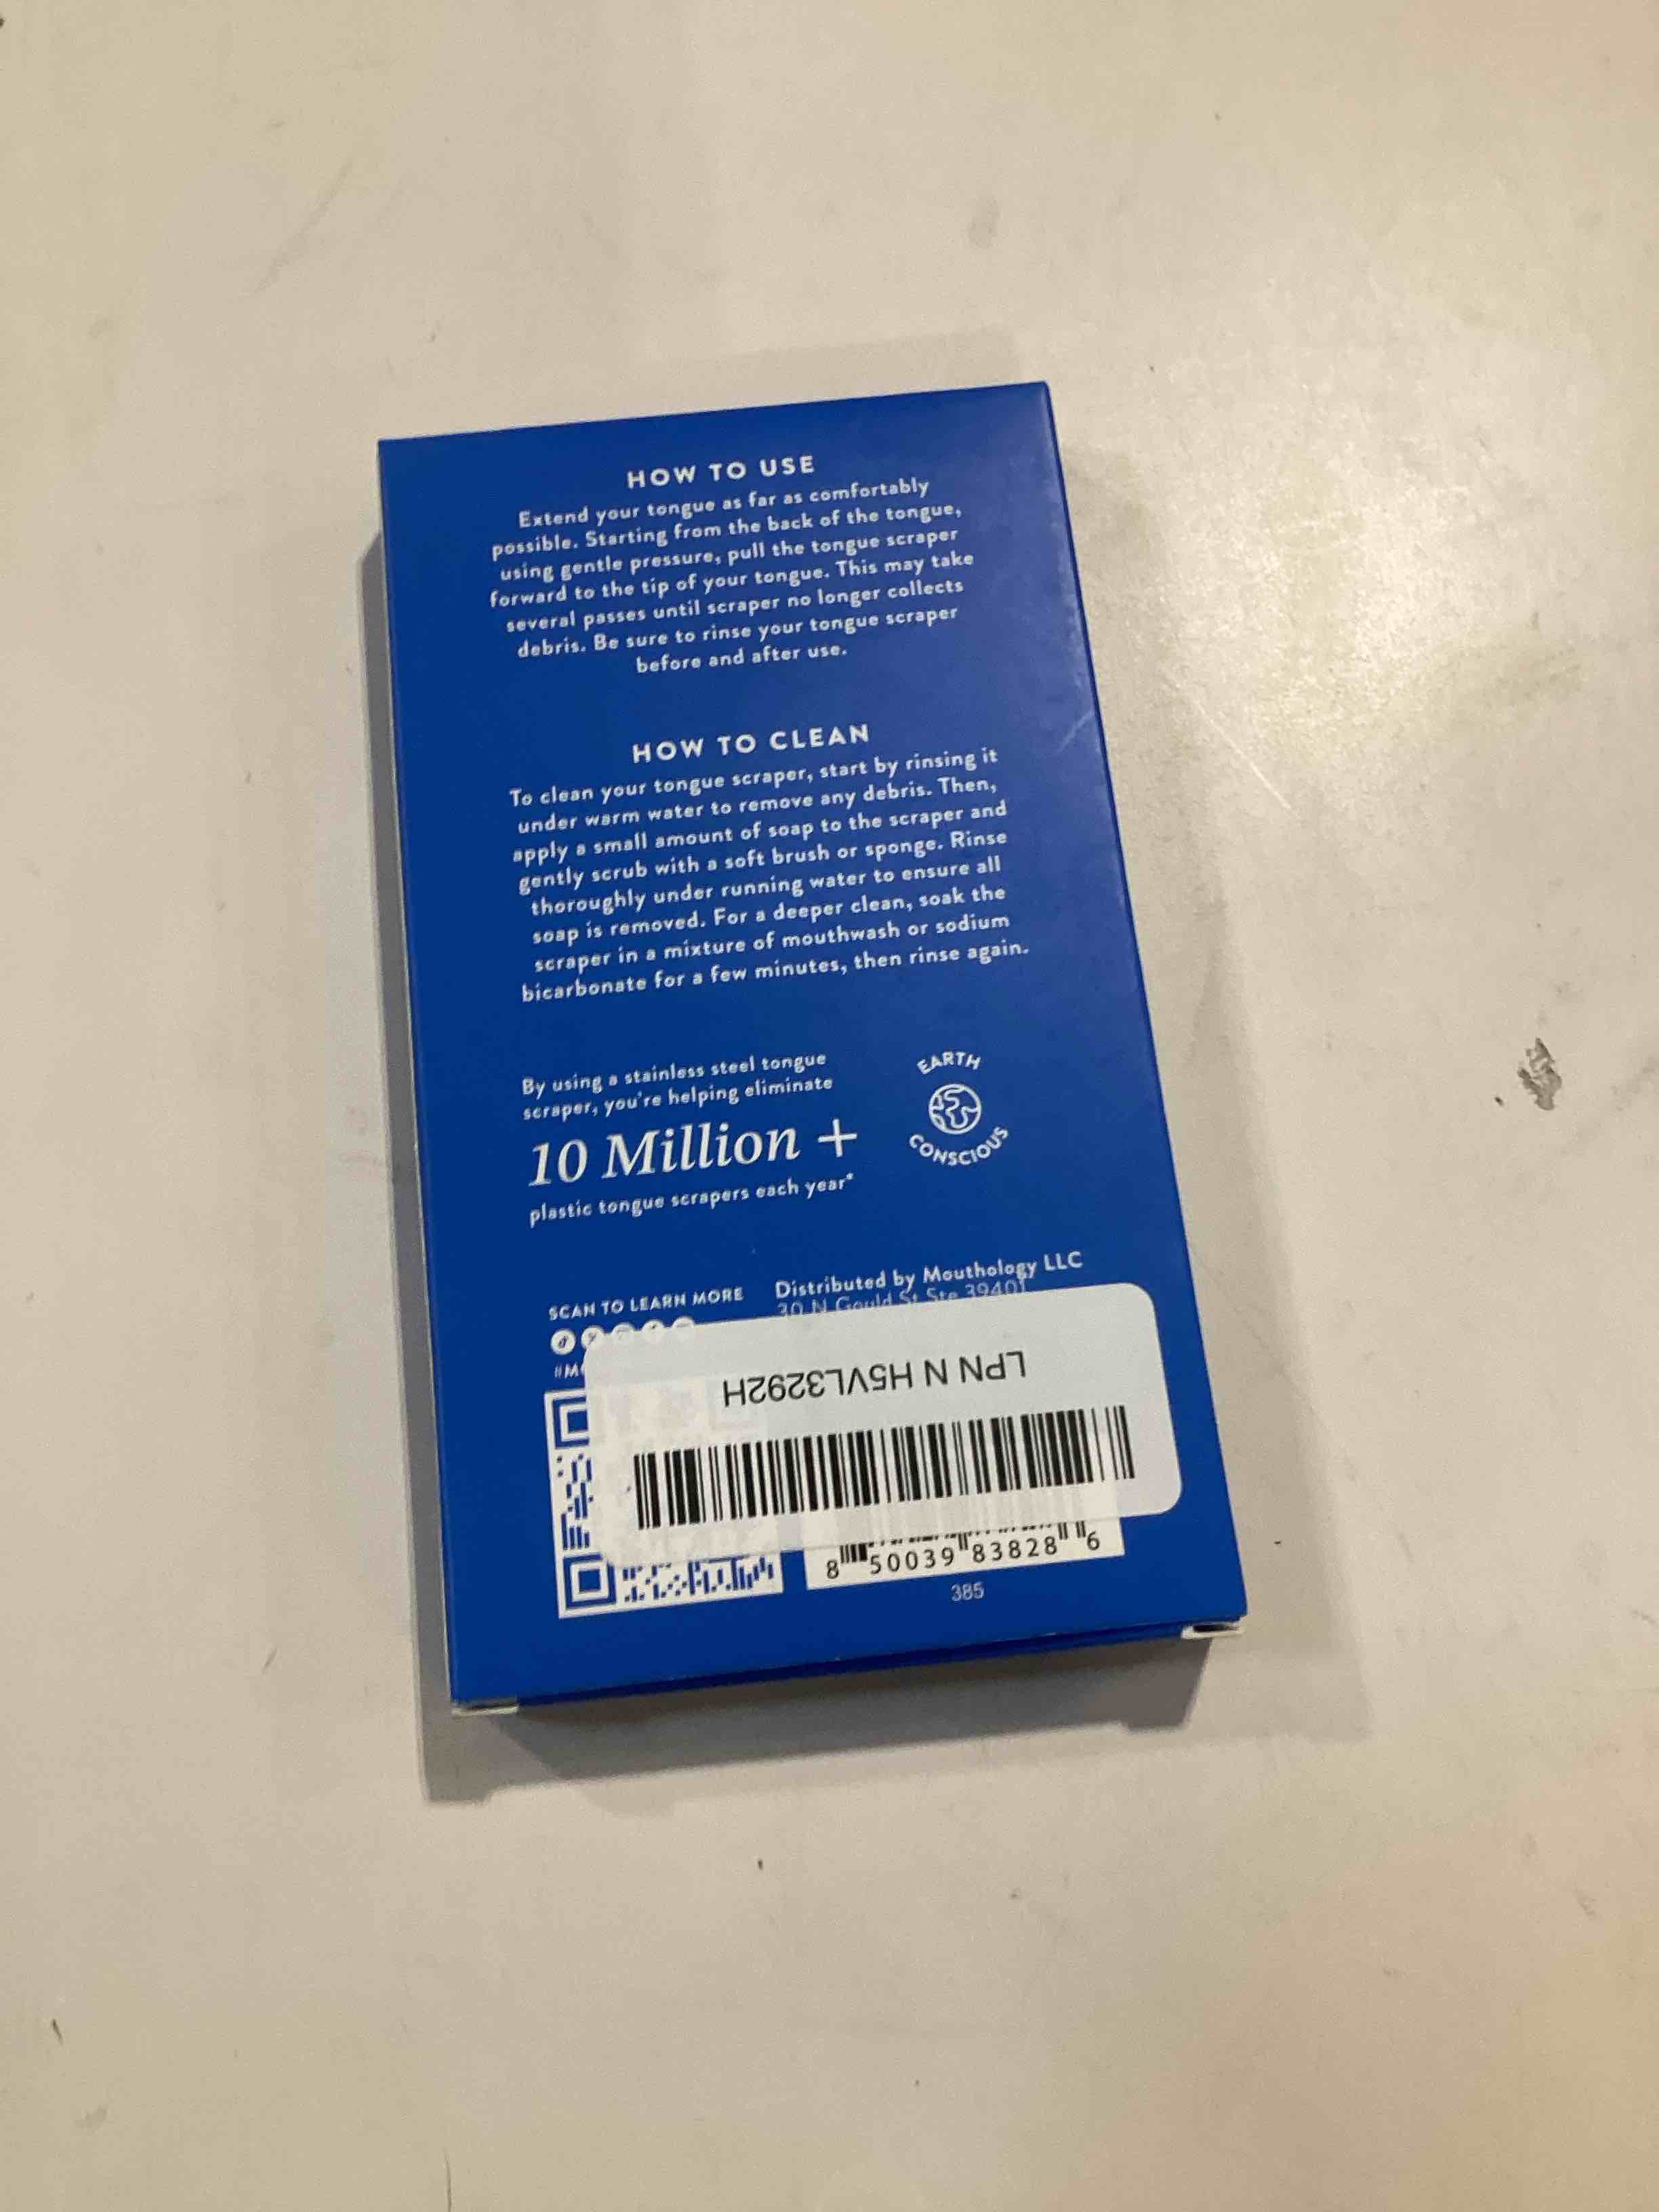 HOW TO USE
Extend your tongue as far as comfortably
possible. Starting from the back of the tongue,
using gentle pressure, pull the tongue scraper
forward to the tip of your tongue. This may take
several passes until scraper no longer collects
debris. Be sure to rinse your tongue scraper
before and after use.
HOW TO CLEAN
To clean your tongue scraper, start by rinsing it
under warm water to remove any debris. Then,
apply a small amount of soap to the scraper and
gently scrub with a soft brush or sponge. Rinse
thoroughly under running water to ensure all
soap is removed. For a deeper clean, soak the
scraper in a mixture of mouthwash or sodium
bicarbonate for a few minutes, then rinse again.
By using a stainless steel tongue
scraper, you're helping eliminate
10 Million +
plastic tongue scrapers each year*
EARTH
CONSCIOUS
SCAN TO LEARN MORE
Distributed by Mouthology LLC
30 N Gould St Ste 39401
LPN N H5VL3292H
8 50039 83828 6
385